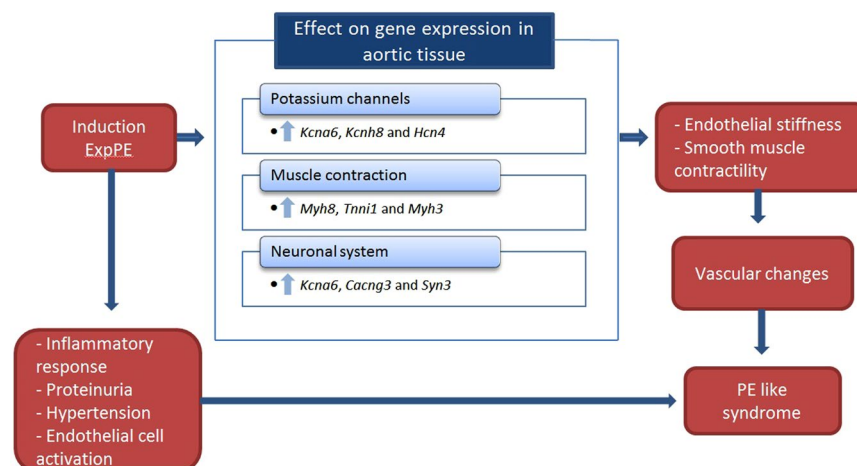 Effect on gene expression in
aortic tissue
Induction
ExpPE
Potassium channels
• Kcna6, Kcnh8 and Hcn4
Muscle contraction
• Myh8, Tnni1 and Myh3
Neuronal system
• Kcna6, Cacng3 and Syn3
- Endothelial stiffness
- Smooth muscle
contractility
Vascular changes
- Inflammatory
response
- Proteinuria
- Hypertension
- Endothelial cell
activation
PE like
syndrome